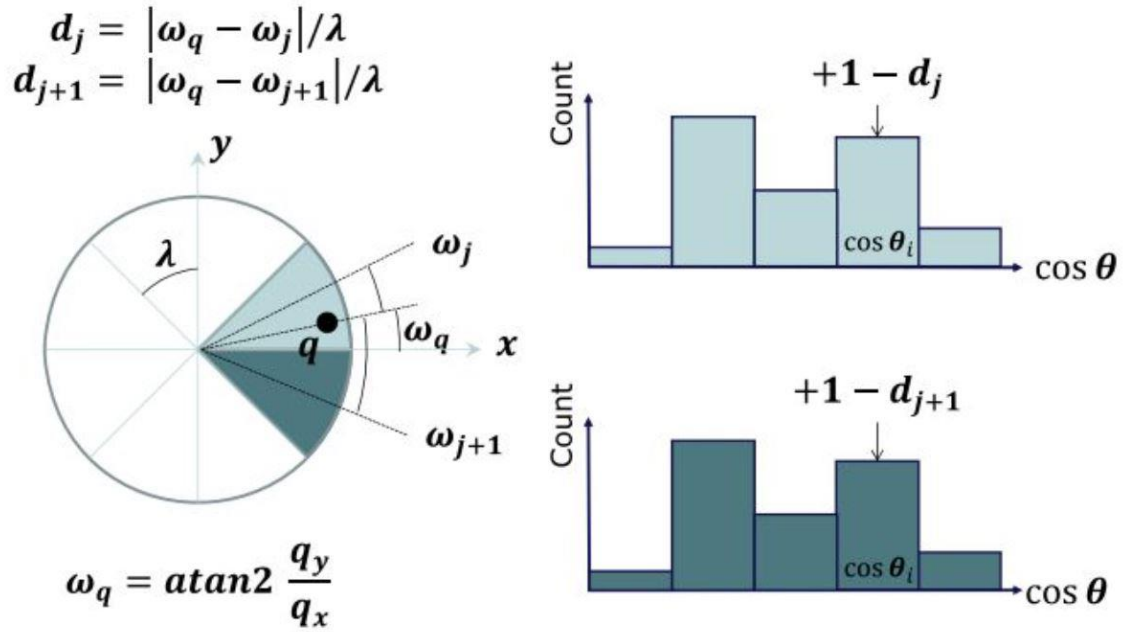 d_j = |ω_q − ω_j|/λ
d_{j+1} = |ω_q − ω_{j+1}|/λ
y
λ
ω_j
ω_q
q
x
ω_{j+1}
ω_q = atan2 q_y/q_x
+1 − d_j
Count
cos θ_i
cos θ
+1 − d_{j+1}
Count
cos θ_i
cos θ